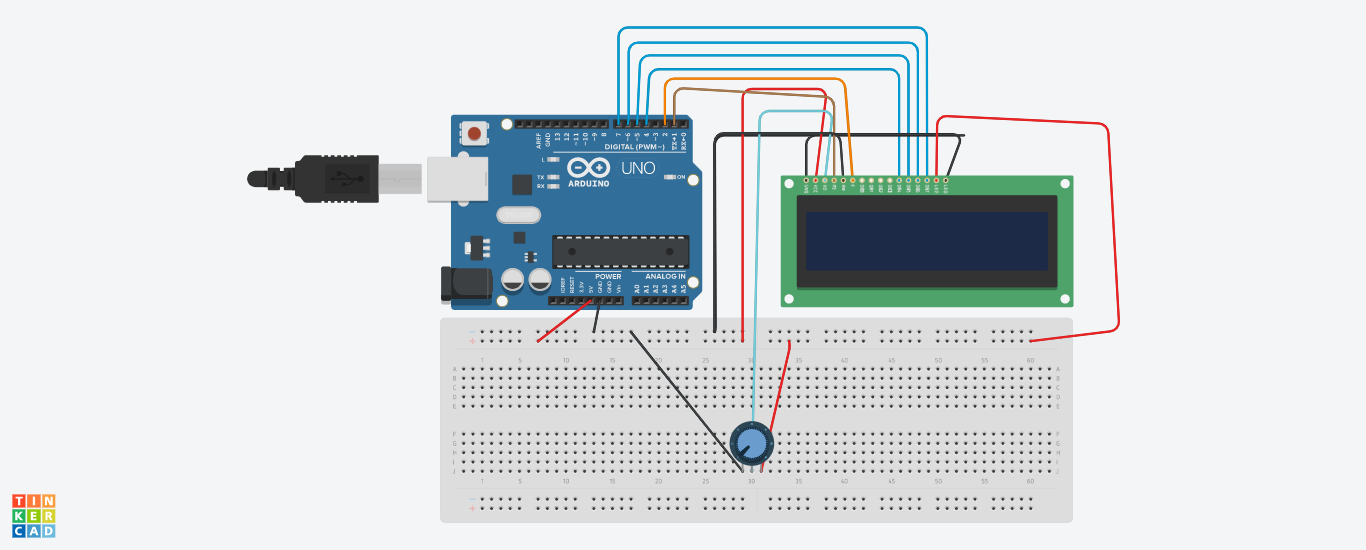 AREF
GND
13
12
~11
~10
~9
8
7
~6
~5
4
~3
2
TX→1
RX←0
DIGITAL (PWM~)
L
TX
RX
ARDUINO
UNO
ON
POWER
ANALOG IN
IOREF
RESET
3.3V
5V
GND
GND
Vin
A0
A1
A2
A3
A4
A5
1 5 10 15 20 25 30 35 40 45 50 55 60
A A
B B
C C
D D
E E
F F
G G
H H
I I
J J
1 5 10 15 20 25 30 35 40 45 50 55 60
TIN
KER
CAD